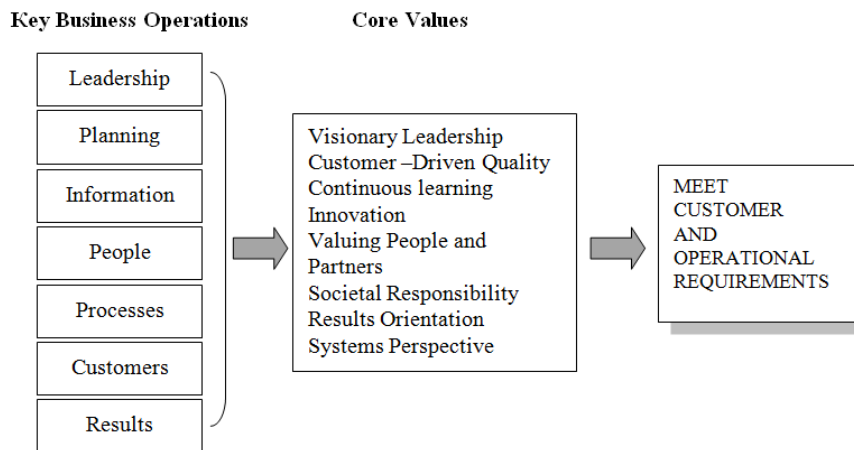 Key Business Operations
Core Values
Leadership
Planning
Information
People
Processes
Customers
Results
Visionary Leadership
Customer –Driven Quality
Continuous learning
Innovation
Valuing People and
Partners
Societal Responsibility
Results Orientation
Systems Perspective
MEET
CUSTOMER
AND
OPERATIONAL
REQUIREMENTS